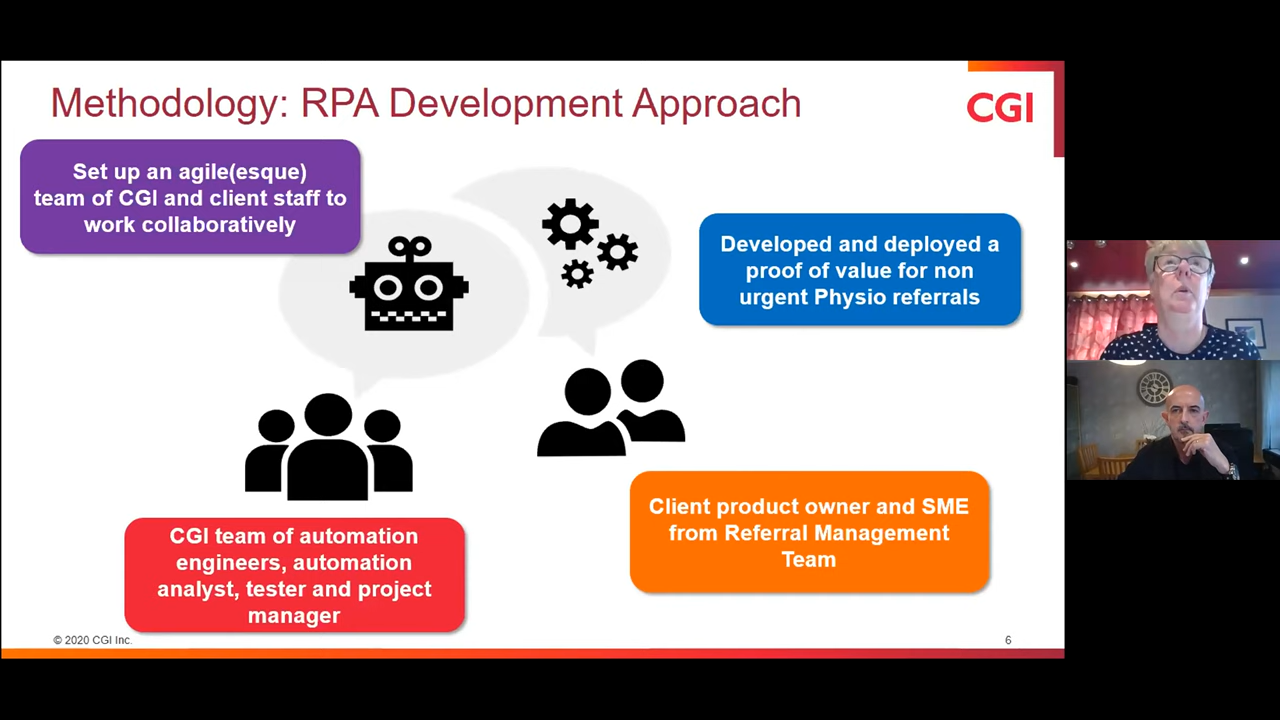 Methodology: RPA Development Approach
CGI
Set up an agile(esque)
team of CGI and client staff to
work collaboratively
Developed and deployed a
proof of value for non
urgent Physio referrals
Client product owner and SME
from Referral Management
Team
CGI team of automation
engineers, automation
analyst, tester and project
manager
© 2020 CGI Inc.
6